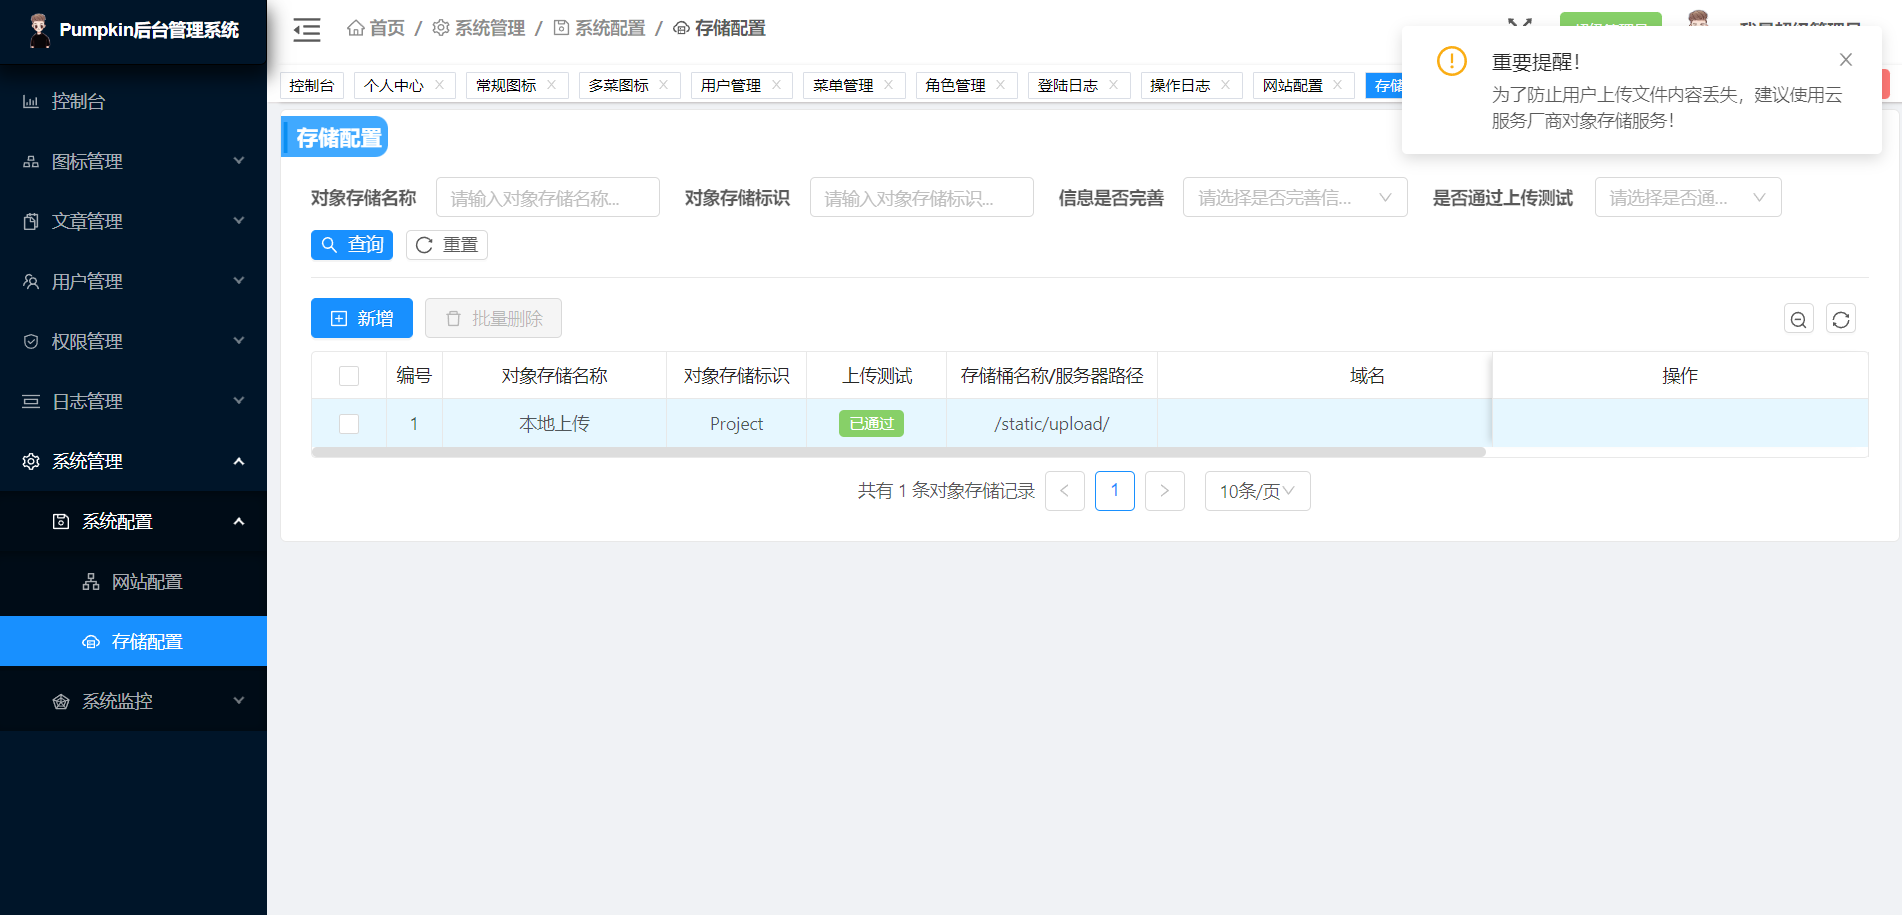 Pumpkin后台管理系统
首页 / 系统管理 / 系统配置 / 存储配置
控制台 个人中心 常规图标 多菜图标 用户管理 菜单管理 角色管理 登陆日志 操作日志 网站配置 存储
重要提醒！
为了防止用户上传文件内容丢失，建议使用云
服务厂商对象存储服务！
控制台
图标管理
文章管理
用户管理
权限管理
日志管理
系统管理
系统配置
网站配置
存储配置
系统监控
存储配置
对象存储名称 请输入对象存储名称... 对象存储标识 请输入对象存储标识... 信息是否完善 请选择是否完善信... 是否通过上传测试 请选择是否通...
查询 重置
新增 批量删除
编号 对象存储名称 对象存储标识 上传测试 存储桶名称/服务器路径 域名 操作
1 本地上传 Project 已通过 /static/upload/
共有 1 条对象存储记录 < 1 > 10条/页